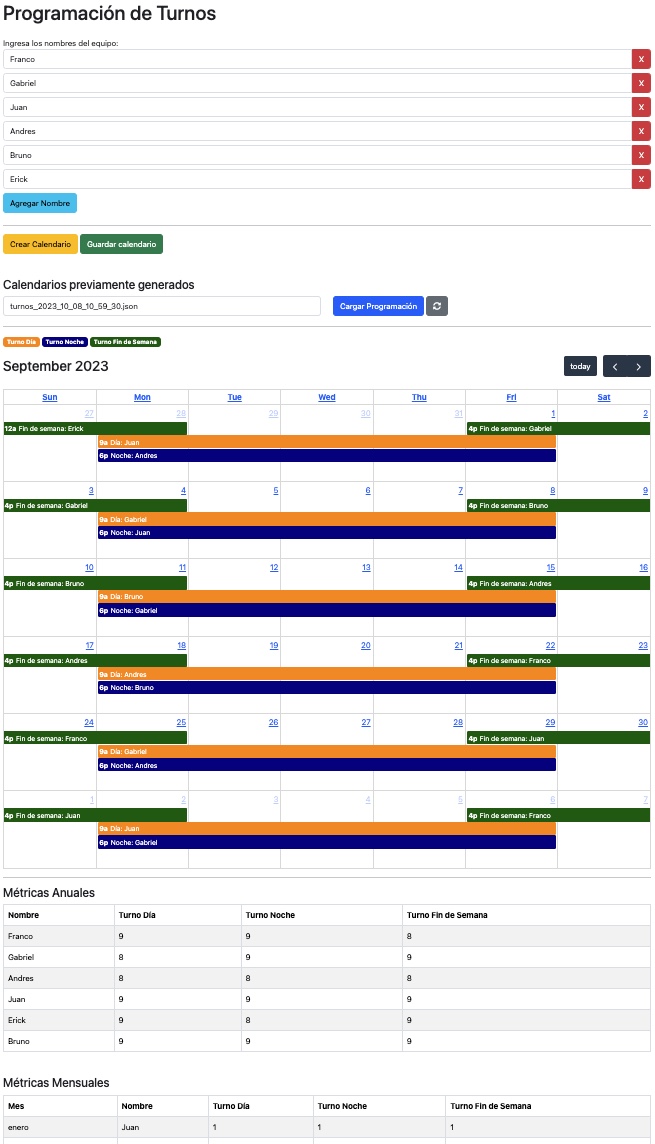 Programación de Turnos
Ingresa los nombres del equipo:
Franco X
Gabriel X
Juan X
Andres X
Bruno X
Erick X
Agregar Nombre
Crear Calendario Guardar calendario
Calendarios previamente generados
turnos_2023_10_08_10_59_30.json Cargar Programación
Turno Día Turno Noche Turno Fin de Semana
September 2023 today
Sun Mon Tue Wed Thu Fri Sat
27 28 29 30 31 1 2
12a Fin de semana: Erick 4p Fin de semana: Gabriel
9a Día: Juan
6p Noche: Andres
3 4 5 6 7 8 9
4p Fin de semana: Gabriel 4p Fin de semana: Bruno
9a Día: Gabriel
6p Noche: Juan
10 11 12 13 14 15 16
4p Fin de semana: Bruno 4p Fin de semana: Andres
9a Día: Bruno
6p Noche: Gabriel
17 18 19 20 21 22 23
4p Fin de semana: Andres 4p Fin de semana: Franco
9a Día: Andres
6p Noche: Bruno
24 25 26 27 28 29 30
4p Fin de semana: Franco 4p Fin de semana: Juan
9a Día: Gabriel
6p Noche: Andres
1 2 3 4 5 6 7
4p Fin de semana: Juan 4p Fin de semana: Franco
9a Día: Juan
6p Noche: Gabriel
Métricas Anuales
Nombre Turno Día Turno Noche Turno Fin de Semana
Franco 9 9 8
Gabriel 8 9 9
Andres 8 8 8
Juan 9 9 9
Erick 9 8 9
Bruno 9 9 9
Métricas Mensuales
Mes Nombre Turno Día Turno Noche Turno Fin de Semana
enero Juan 1 1 1